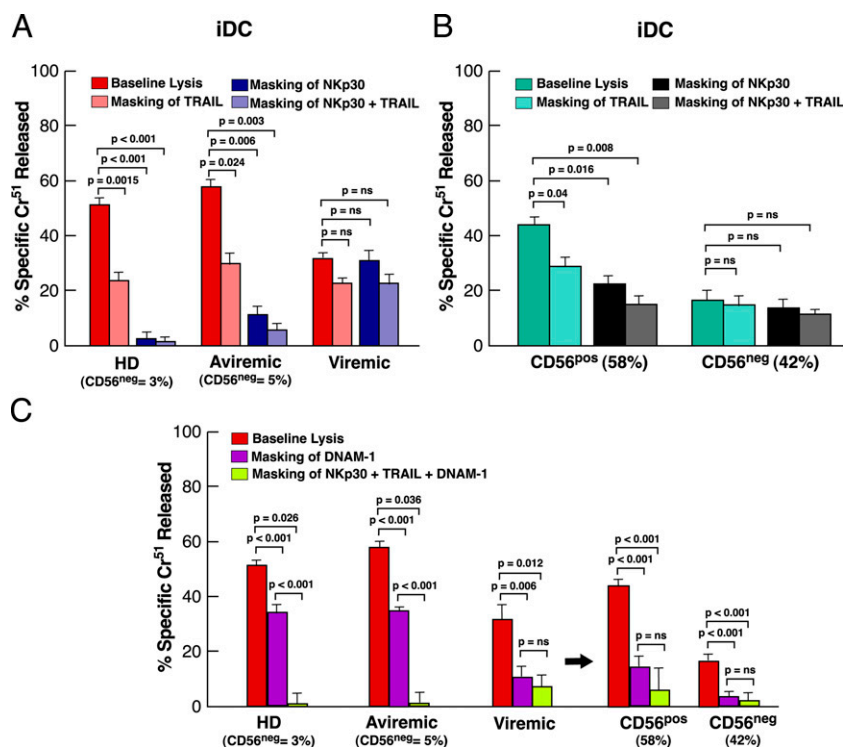 A
iDC
% Specific Cr51 Released
100
80
60
40
20
0
Baseline Lysis
Masking of TRAIL
Masking of NKp30
Masking of NKp30 + TRAIL
p < 0.001
p < 0.001
p = 0.0015
p = 0.003
p = 0.006
p = 0.024
p = ns
p = ns
p = ns
HD
(CD56neg= 3%)
Aviremic
(CD56neg= 5%)
Viremic
B
iDC
% Specific Cr51 Released
100
80
60
40
20
0
Baseline Lysis
Masking of TRAIL
Masking of NKp30
Masking of NKp30 + TRAIL
p = 0.008
p = 0.016
p = 0.04
p = ns
p = ns
p = ns
CD56pos (58%)
CD56neg (42%)
C
% Specific Cr51 Released
100
80
60
40
20
0
Baseline Lysis
Masking of DNAM-1
Masking of NKp30 + TRAIL + DNAM-1
p = 0.026
p < 0.001
p < 0.001
p = 0.036
p < 0.001
p < 0.001
p = 0.012
p = 0.006
p = ns
p < 0.001
p < 0.001
p = ns
p < 0.001
p < 0.001
p = ns
HD
(CD56neg= 3%)
Aviremic
(CD56neg= 5%)
Viremic
CD56pos
(58%)
CD56neg
(42%)